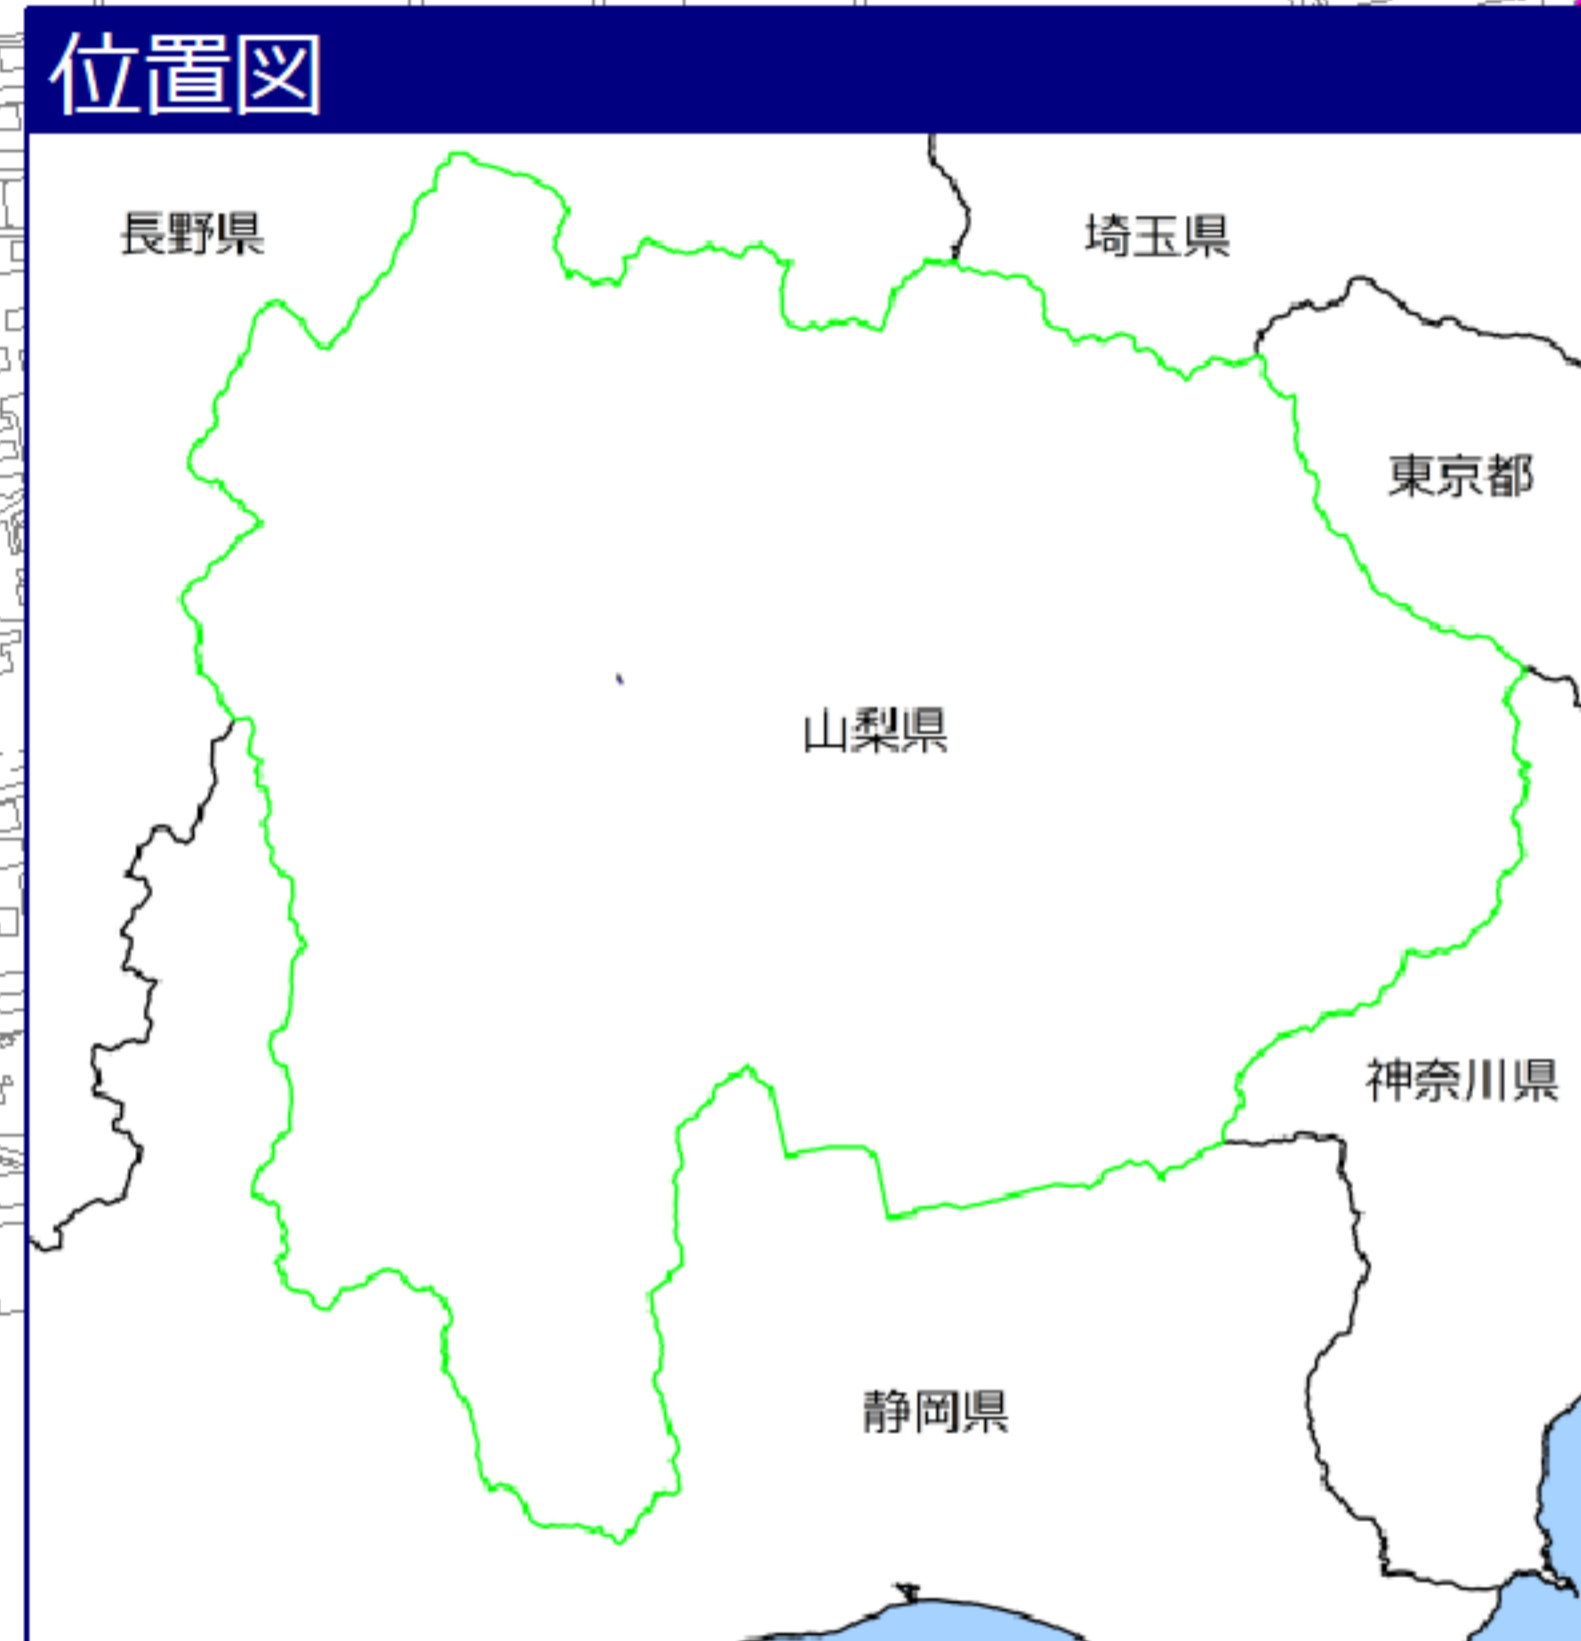 位置図
長野県
埼玉県
東京都
山梨県
神奈川県
静岡県